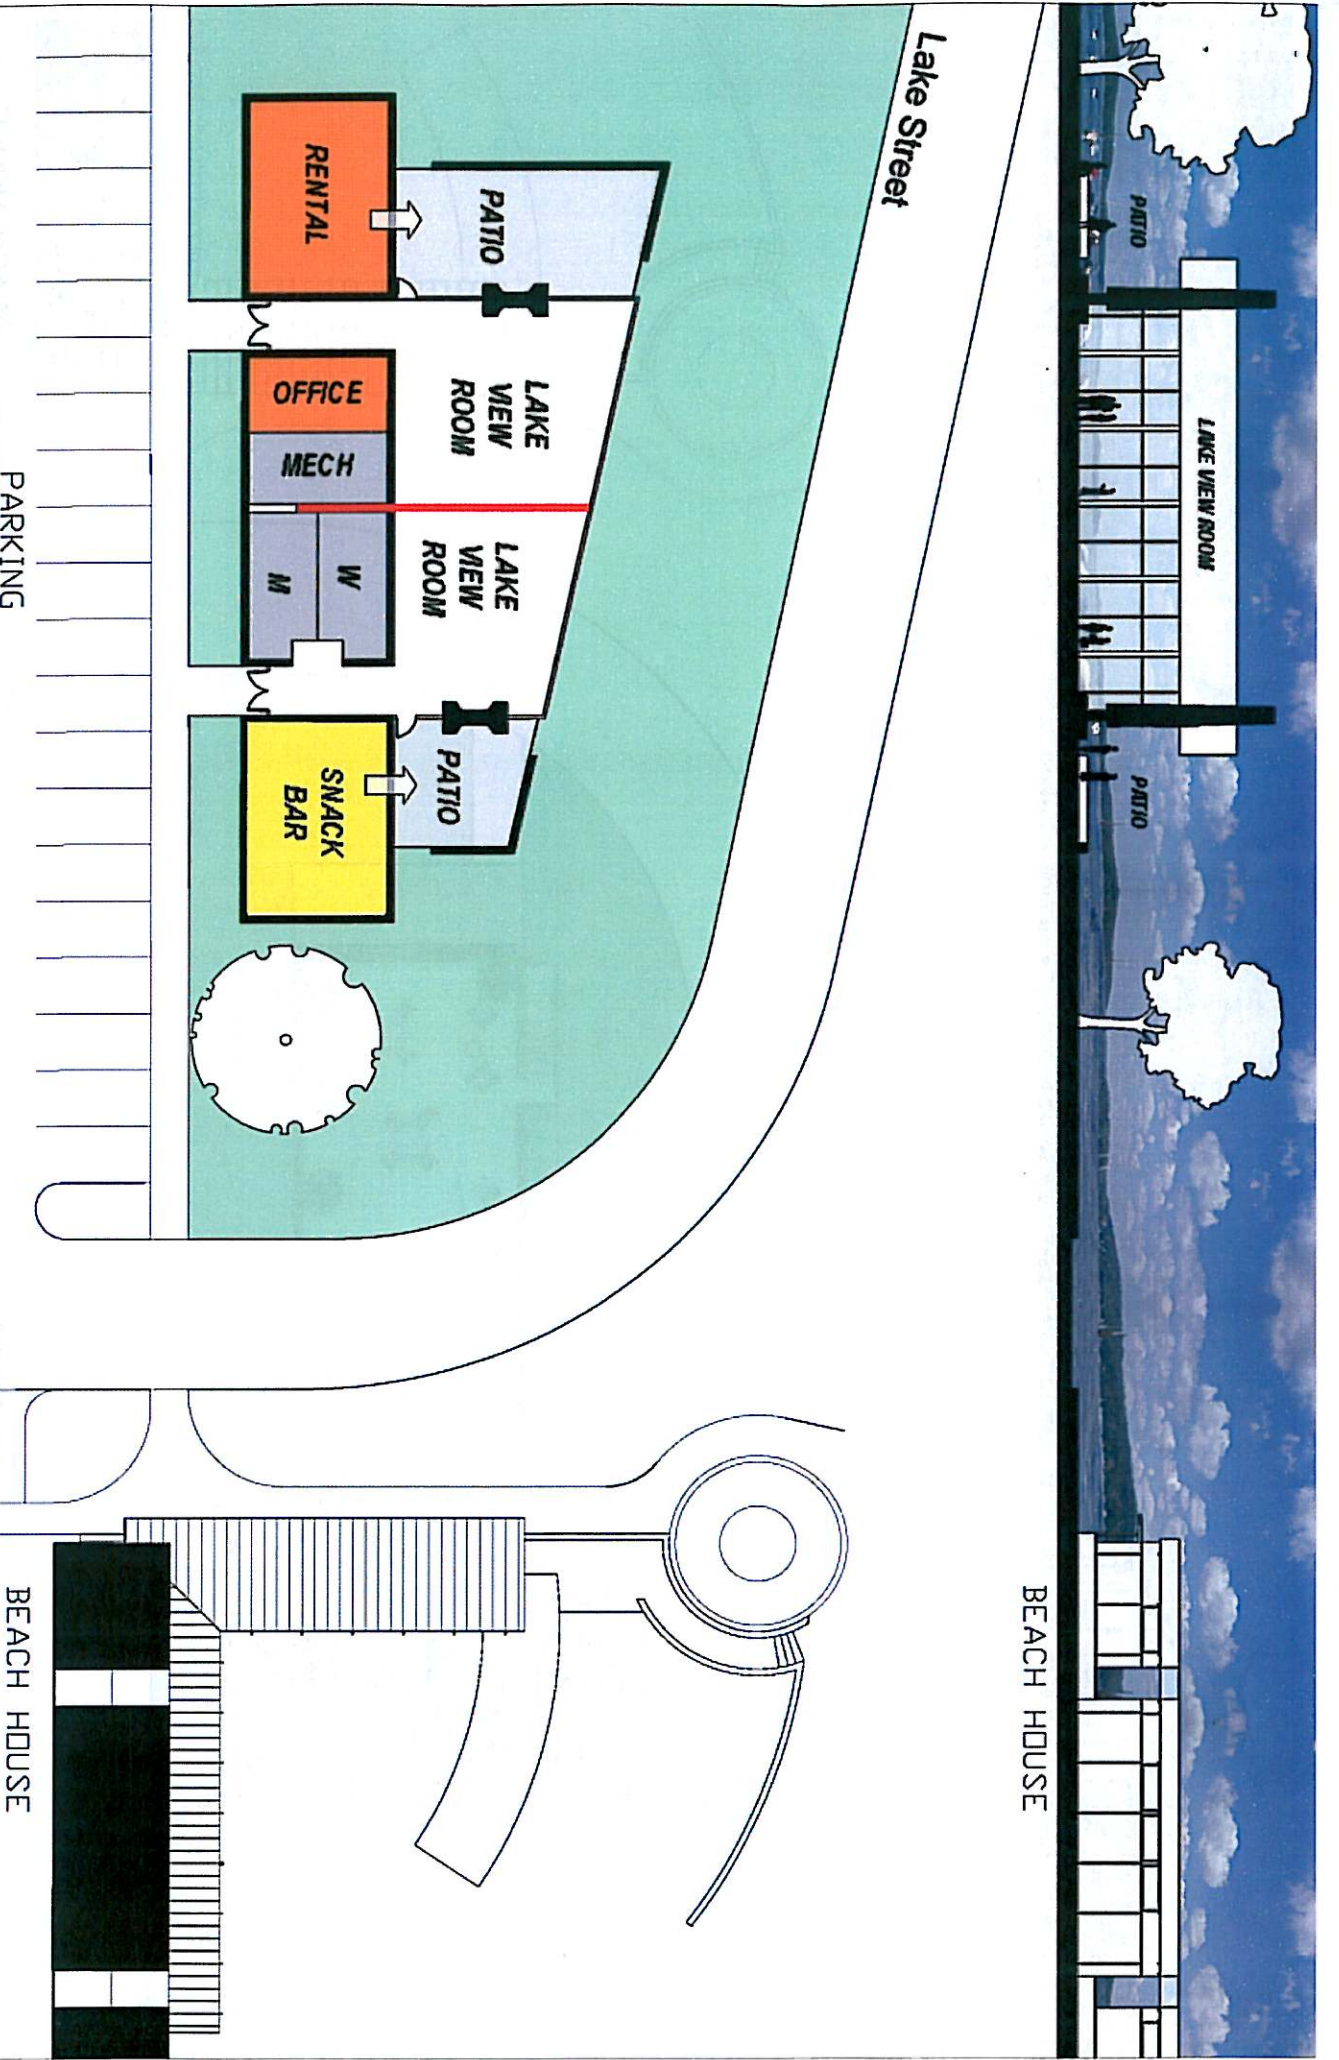 PATIO
LAKE VIEW ROOM
PATIO
BEACH HOUSE
Lake Street
PATIO
LAKE
VIEW
ROOM
LAKE
VIEW
ROOM
PATIO
RENTAL
OFFICE
MECH
W
M
SNACK
BAR
PARKING
BEACH HOUSE